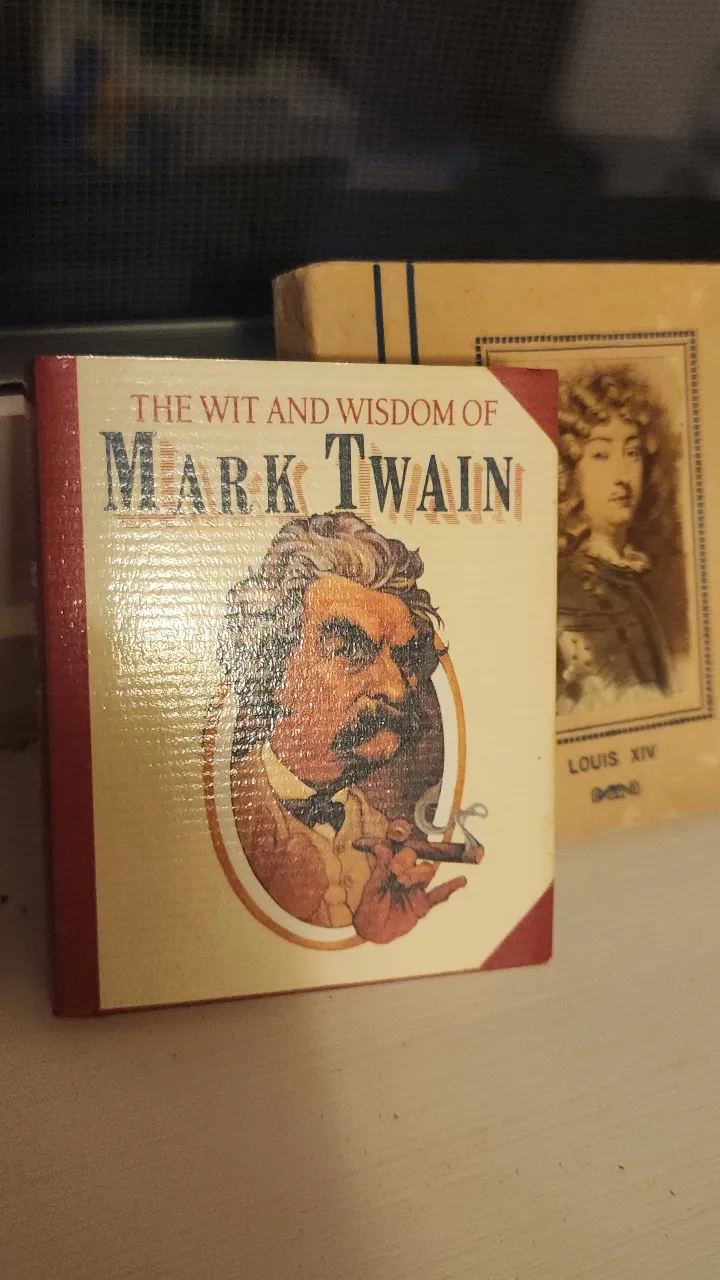 THE WIT AND WISDOM OF
MARK TWAIN
LOUIS XIV